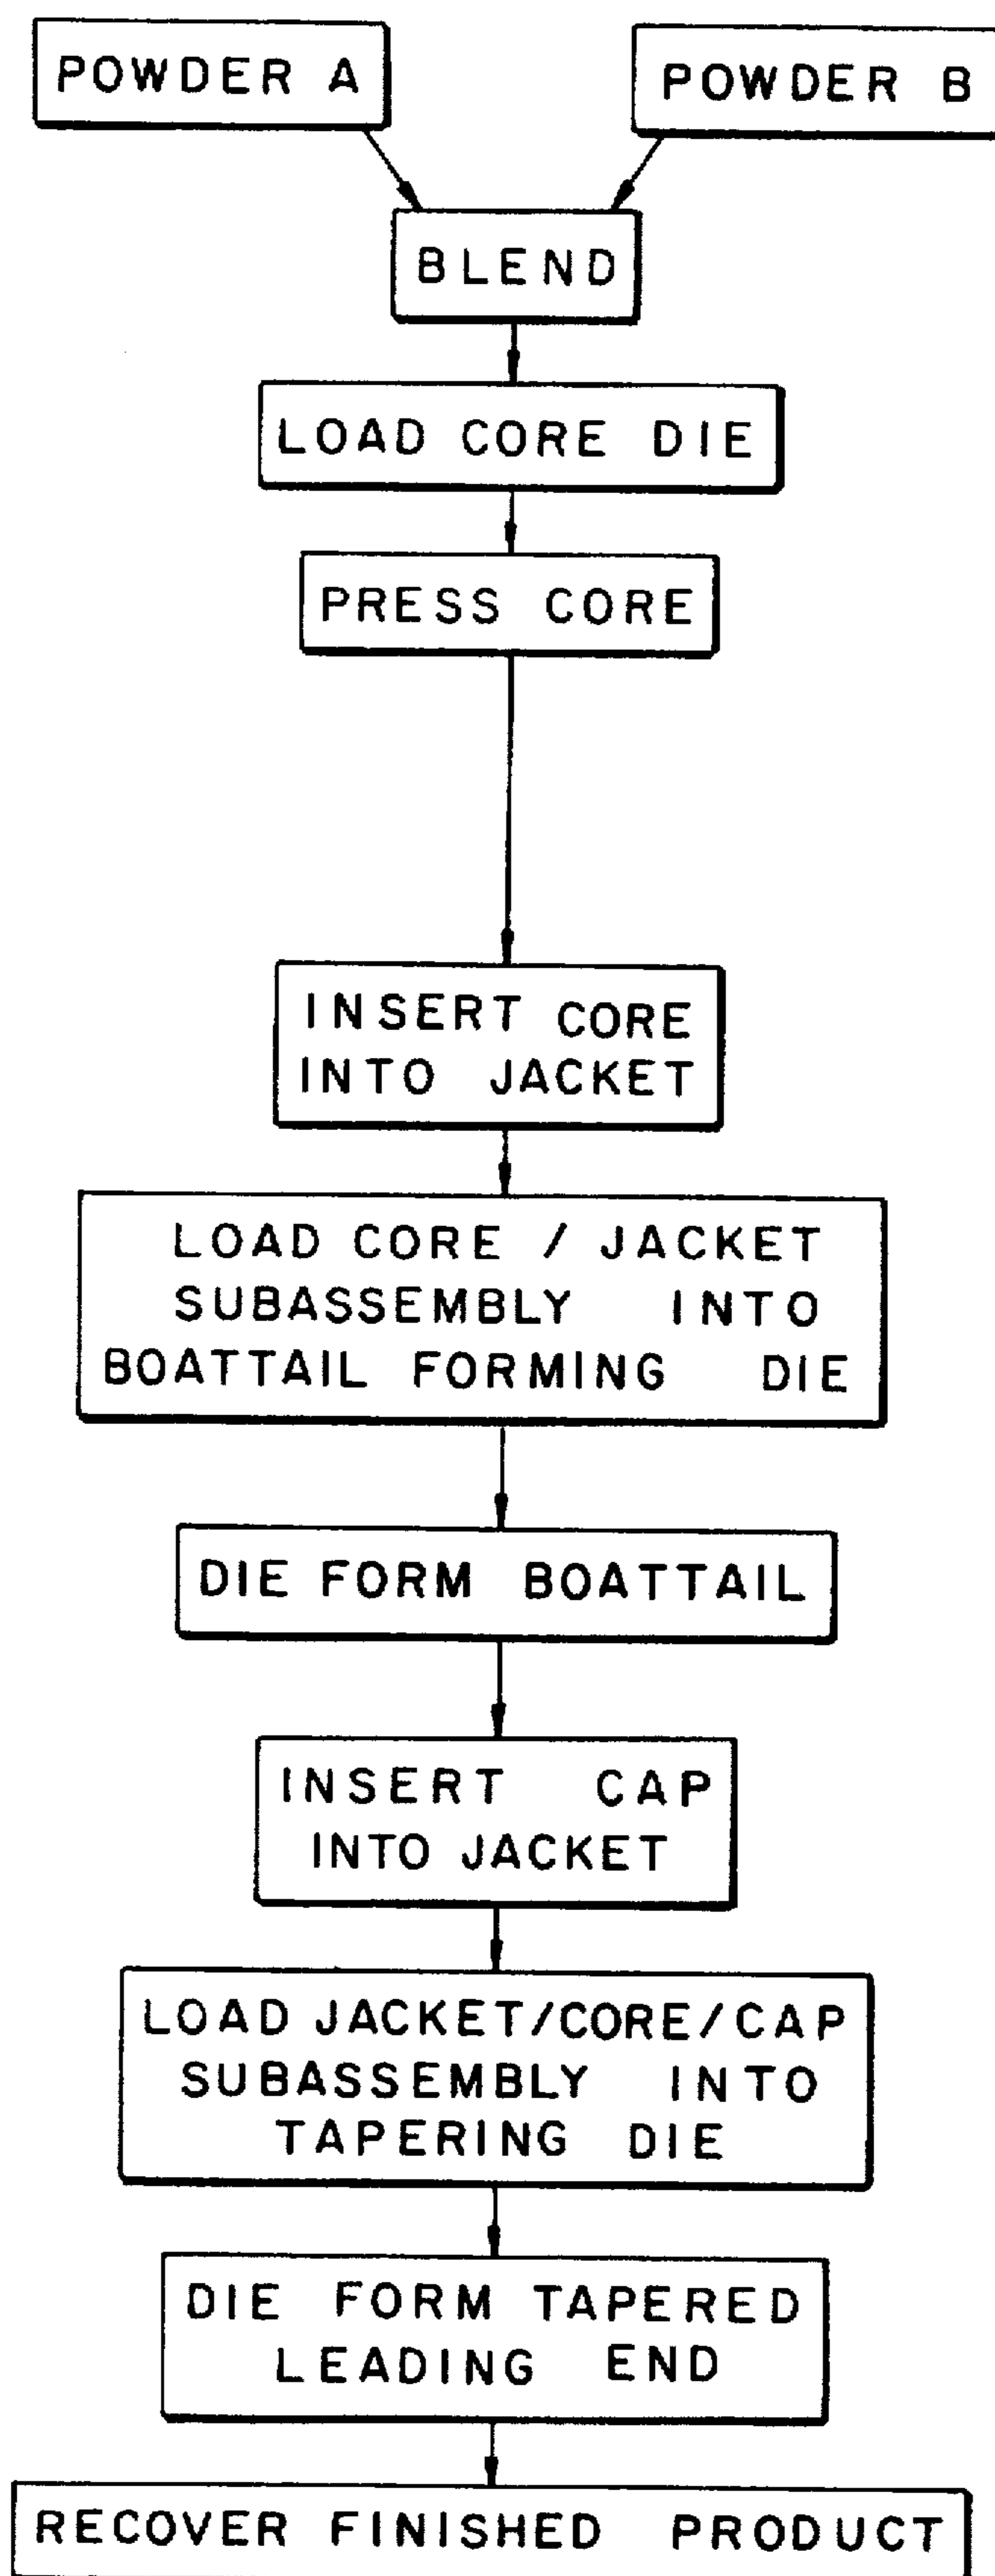 POWDER A
POWDER B
BLEND
LOAD CORE DIE
PRESS CORE
INSERT CORE
INTO JACKET
LOAD CORE / JACKET
SUBASSEMBLY INTO
BOATTAIL FORMING DIE
DIE FORM BOATTAIL
INSERT CAP
INTO JACKET
LOAD JACKET/CORE/CAP
SUBASSEMBLY INTO
TAPERING DIE
DIE FORM TAPERED
LEADING END
RECOVER FINISHED PRODUCT